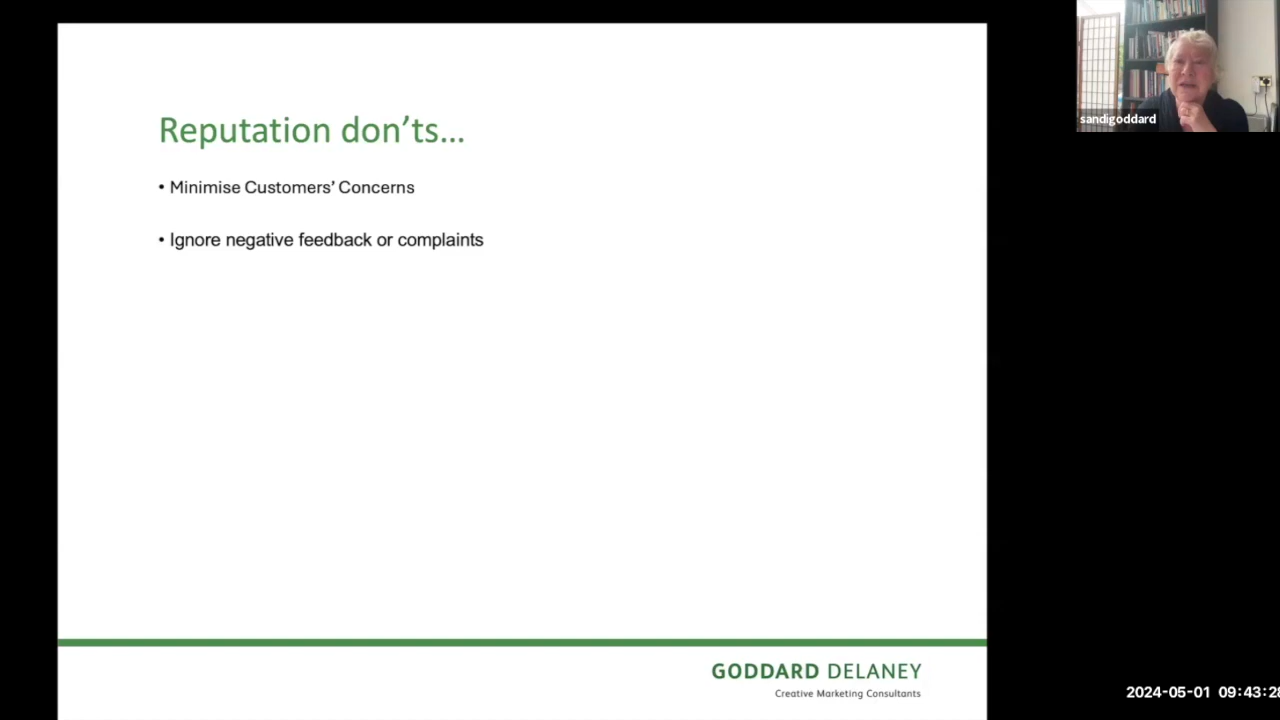 Reputation don’ts...
• Minimise Customers’ Concerns
• Ignore negative feedback or complaints
GODDARD DELANEY
Creative Marketing Consultants
sandigoddard
2024-05-01 09:43:28